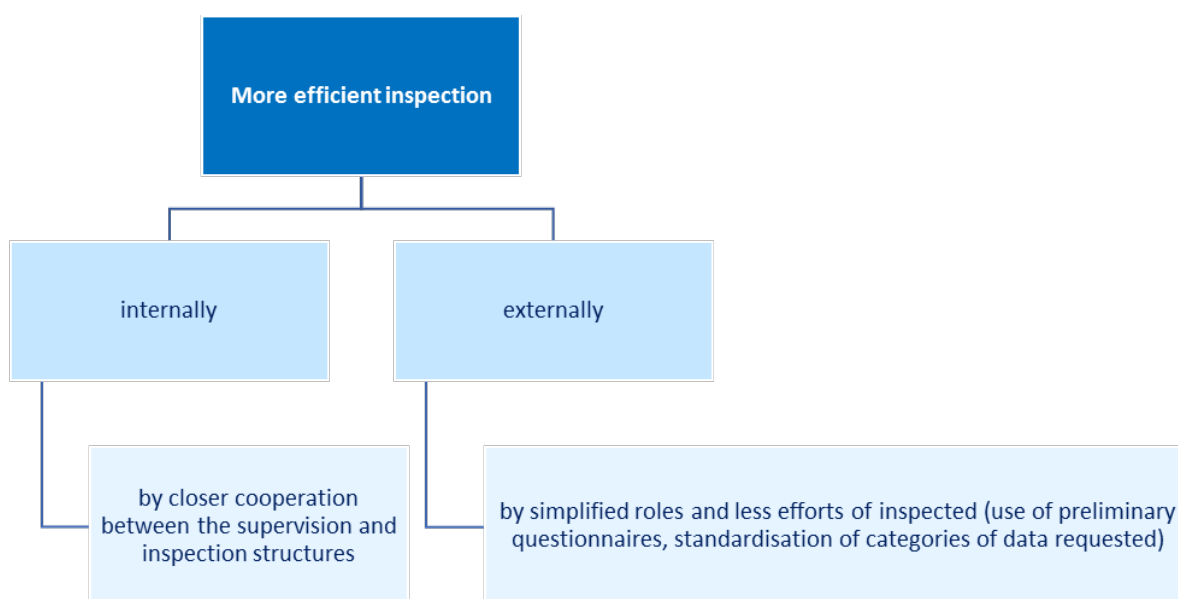 More efficient inspection
internally
externally
by closer cooperation
between the supervision and
inspection structures
by simplified roles and less efforts of inspected (use of preliminary
questionnaires, standardisation of categories of data requested)